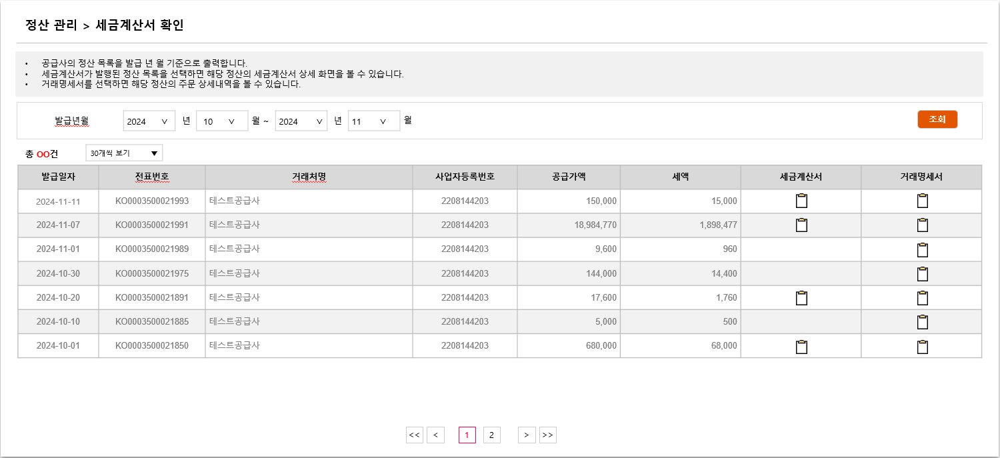 정산 관리 > 세금계산서 확인
• 공급사의 정산 목록을 발급 년 월 기준으로 출력합니다.
• 세금계산서가 발행된 정산 목록을 선택하면 해당 정산의 세금계산서 상세 화면을 볼 수 있습니다.
• 거래명세서를 선택하면 해당 정산의 주문 상세내역을 볼 수 있습니다.
발급년월 2024 년 10 월 ~ 2024 년 11 월 조회
총 OO건 30개씩 보기
발급일자 전표번호 거래처명 사업자등록번호 공급가액 세액 세금계산서 거래명세서
2024-11-11 KO0003500021993 테스트공급사 2208144203 150,000 15,000
2024-11-07 KO0003500021991 테스트공급사 2208144203 18,984,770 1,898,477
2024-11-01 KO0003500021989 테스트공급사 2208144203 9,600 960
2024-10-30 KO0003500021975 테스트공급사 2208144203 144,000 14,400
2024-10-20 KO0003500021891 테스트공급사 2208144203 17,600 1,760
2024-10-10 KO0003500021885 테스트공급사 2208144203 5,000 500
2024-10-01 KO0003500021850 테스트공급사 2208144203 680,000 68,000
<< < 1 2 > >>